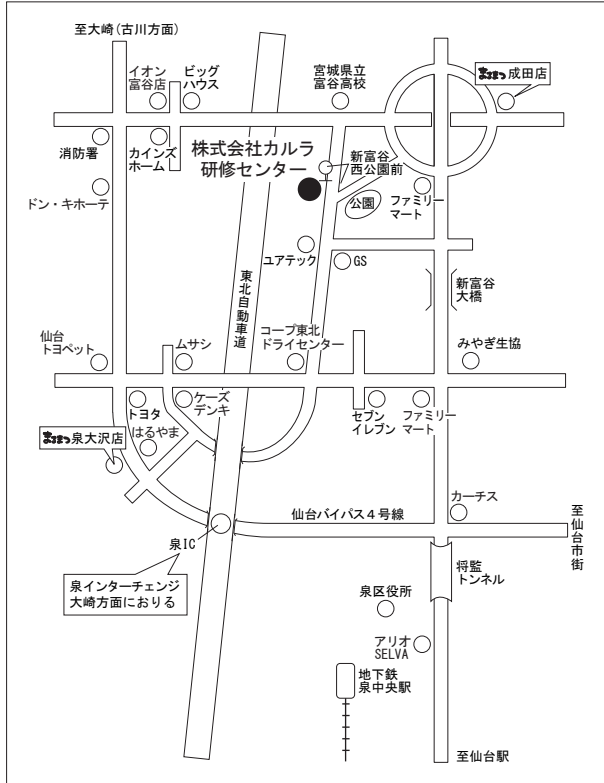 至大崎(古川方面)
イオン
富谷店
ビッグ
ハウス
宮城県立
富谷高校
まるまつ 成田店
消防署
カインズ
ホーム
株式会社カルラ
研修センター
新富谷
西公園前
ドン・キホーテ
公園
ファミリー
マート
ユアテック
GS
東北自動車道
新富谷
大橋
仙台
トヨペット
ムサシ
コープ東北
ドライセンター
みやぎ生協
トヨタ
ケーズ
デンキ
セブン
イレブン
ファミリー
マート
はるやま
まるまつ 泉大沢店
カーチス
仙台バイパス4号線
至仙台市街
泉IC
将監
トンネル
泉インターチェンジ
大崎方面におりる
泉区役所
アリオ
SELVA
地下鉄
泉中央駅
至仙台駅